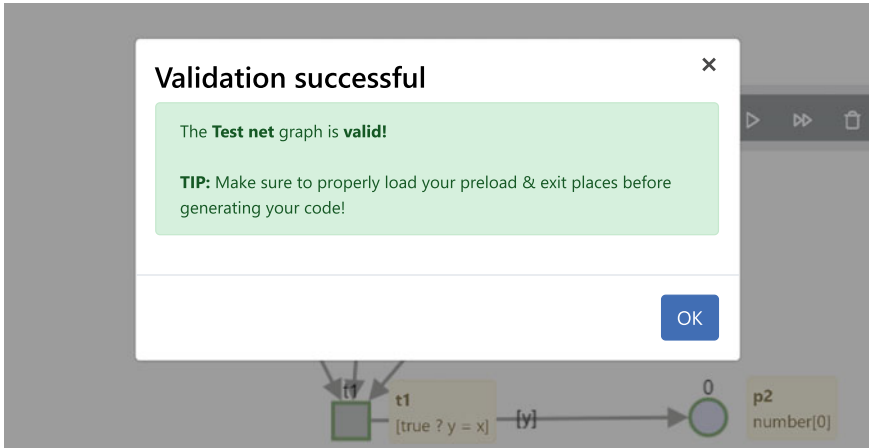 Validation successful
×
The Test net graph is valid!
TIP: Make sure to properly load your preload & exit places before
generating your code!
OK
t1
t1
[true ? y = x]
[y]
0
p2
number[0]